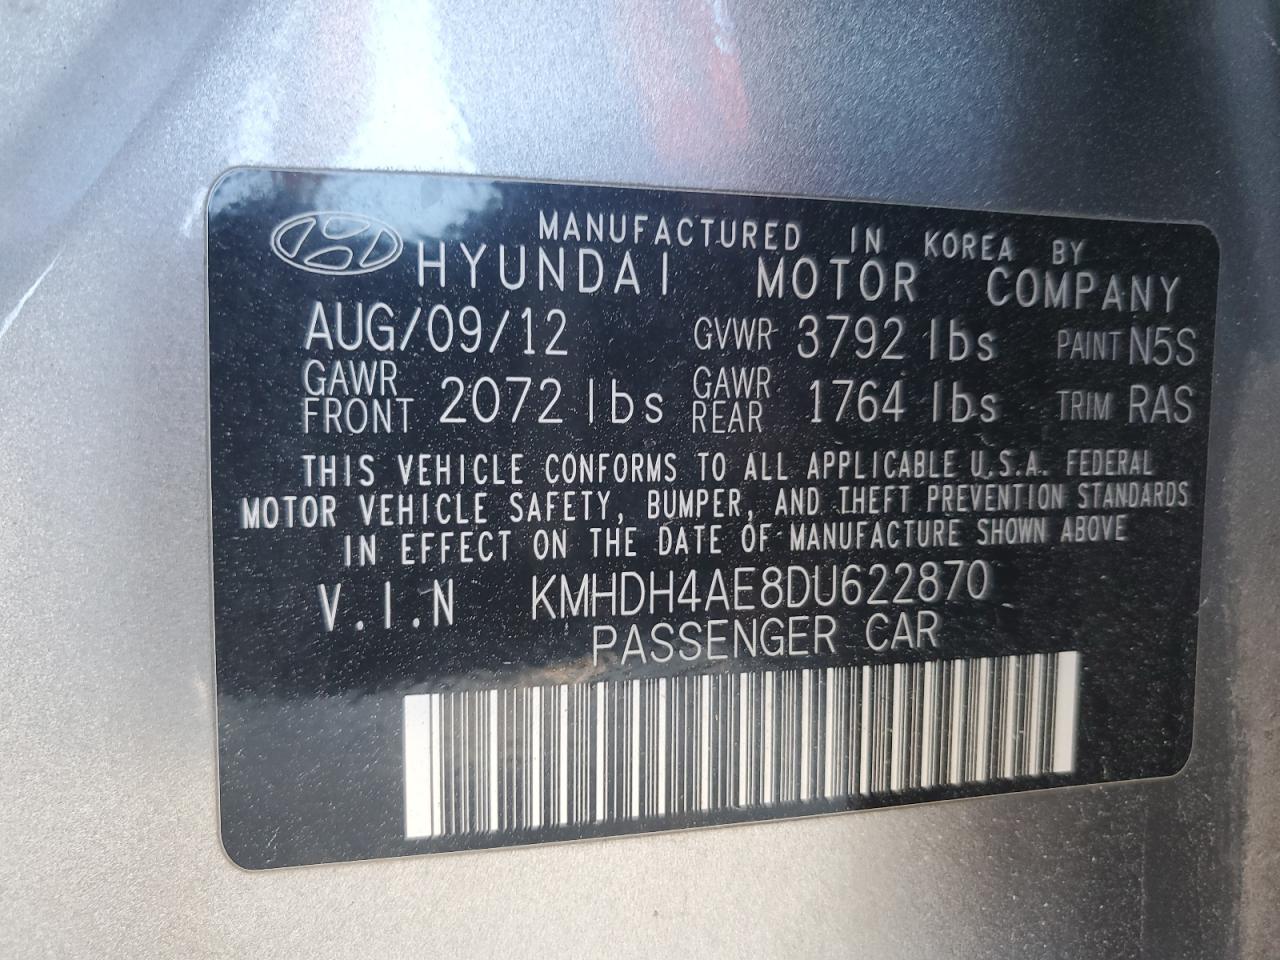 MANUFACTURED IN KOREA BY
HYUNDAI MOTOR COMPANY
AUG/09/12 GVWR 3792 lbs PAINT N5S
GAWR FRONT 2072 lbs GAWR REAR 1764 lbs TRIM RAS
THIS VEHICLE CONFORMS TO ALL APPLICABLE U.S.A. FEDERAL
MOTOR VEHICLE SAFETY, BUMPER, AND THEFT PREVENTION STANDARDS
IN EFFECT ON THE DATE OF MANUFACTURE SHOWN ABOVE
V.I.N KMHDH4AE8DU622870
PASSENGER CAR